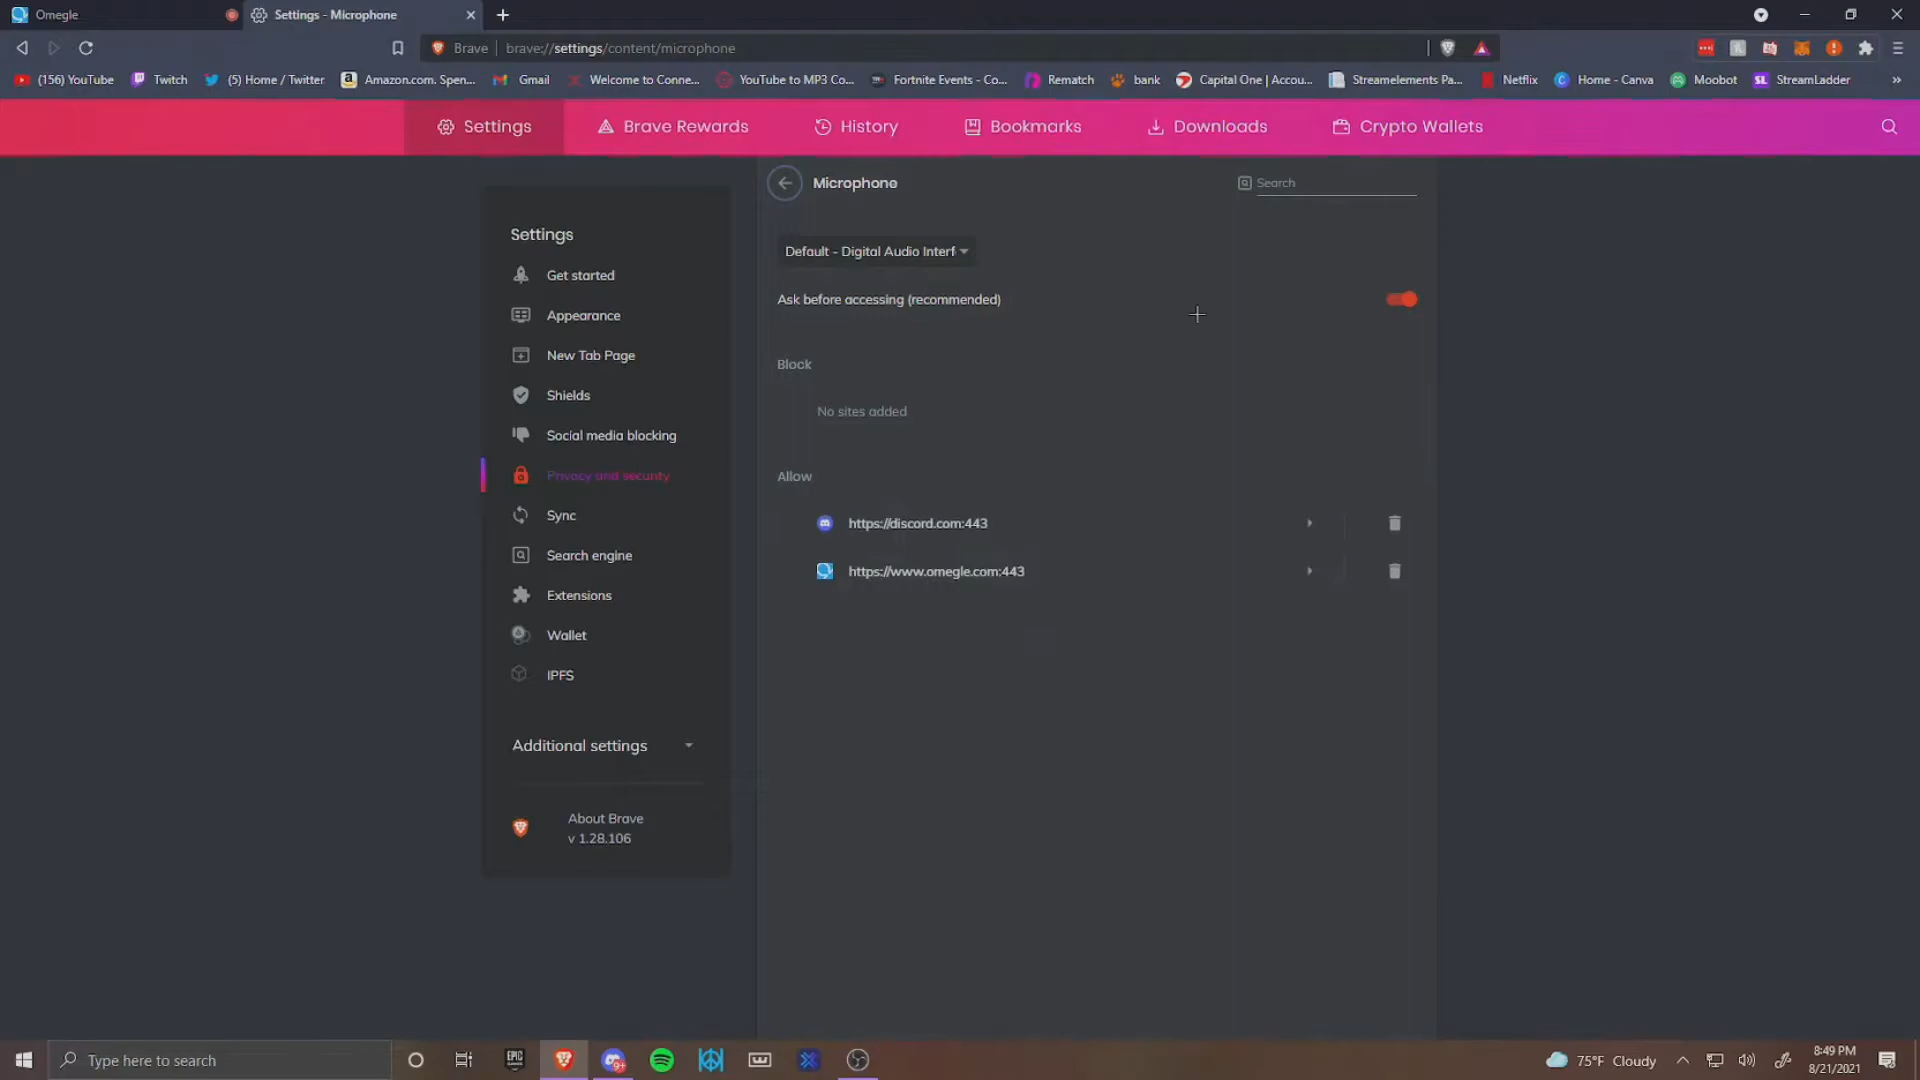 Omegle
Settings - Microphone
Brave
brave://settings/content/microphone
(156) YouTube
Twitch
(5) Home / Twitter
Amazon.com. Spen...
Gmail
Welcome to Conne...
YouTube to MP3 Co...
Fortnite Events - Co...
Rematch
bank
Capital One | Accou...
Streamelements Pa...
Netflix
Home - Canva
Moobot
SL StreamLadder
»
Settings
Brave Rewards
History
Bookmarks
Downloads
Crypto Wallets
Microphone
Search
Settings
Get started
Appearance
New Tab Page
Shields
Social media blocking
Privacy and security
Sync
Search engine
Extensions
Wallet
IPFS
Additional settings
About Brave
v 1.28.106
Default - Digital Audio Interf
Ask before accessing (recommended)
Block
No sites added
Allow
https://discord.com:443
https://www.omegle.com:443
Type here to search
EPIC
9+
75°F Cloudy
8:49 PM
8/21/2021